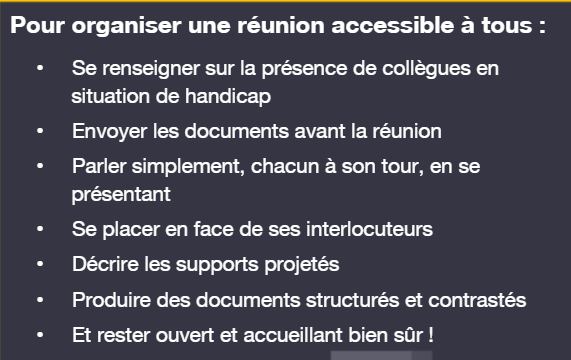 Pour organiser une réunion accessible à tous :
• Se renseigner sur la présence de collègues en
situation de handicap
• Envoyer les documents avant la réunion
• Parler simplement, chacun à son tour, en se
présentant
• Se placer en face de ses interlocuteurs
• Décrire les supports projetés
• Produire des documents structurés et contrastés
• Et rester ouvert et accueillant bien sûr !